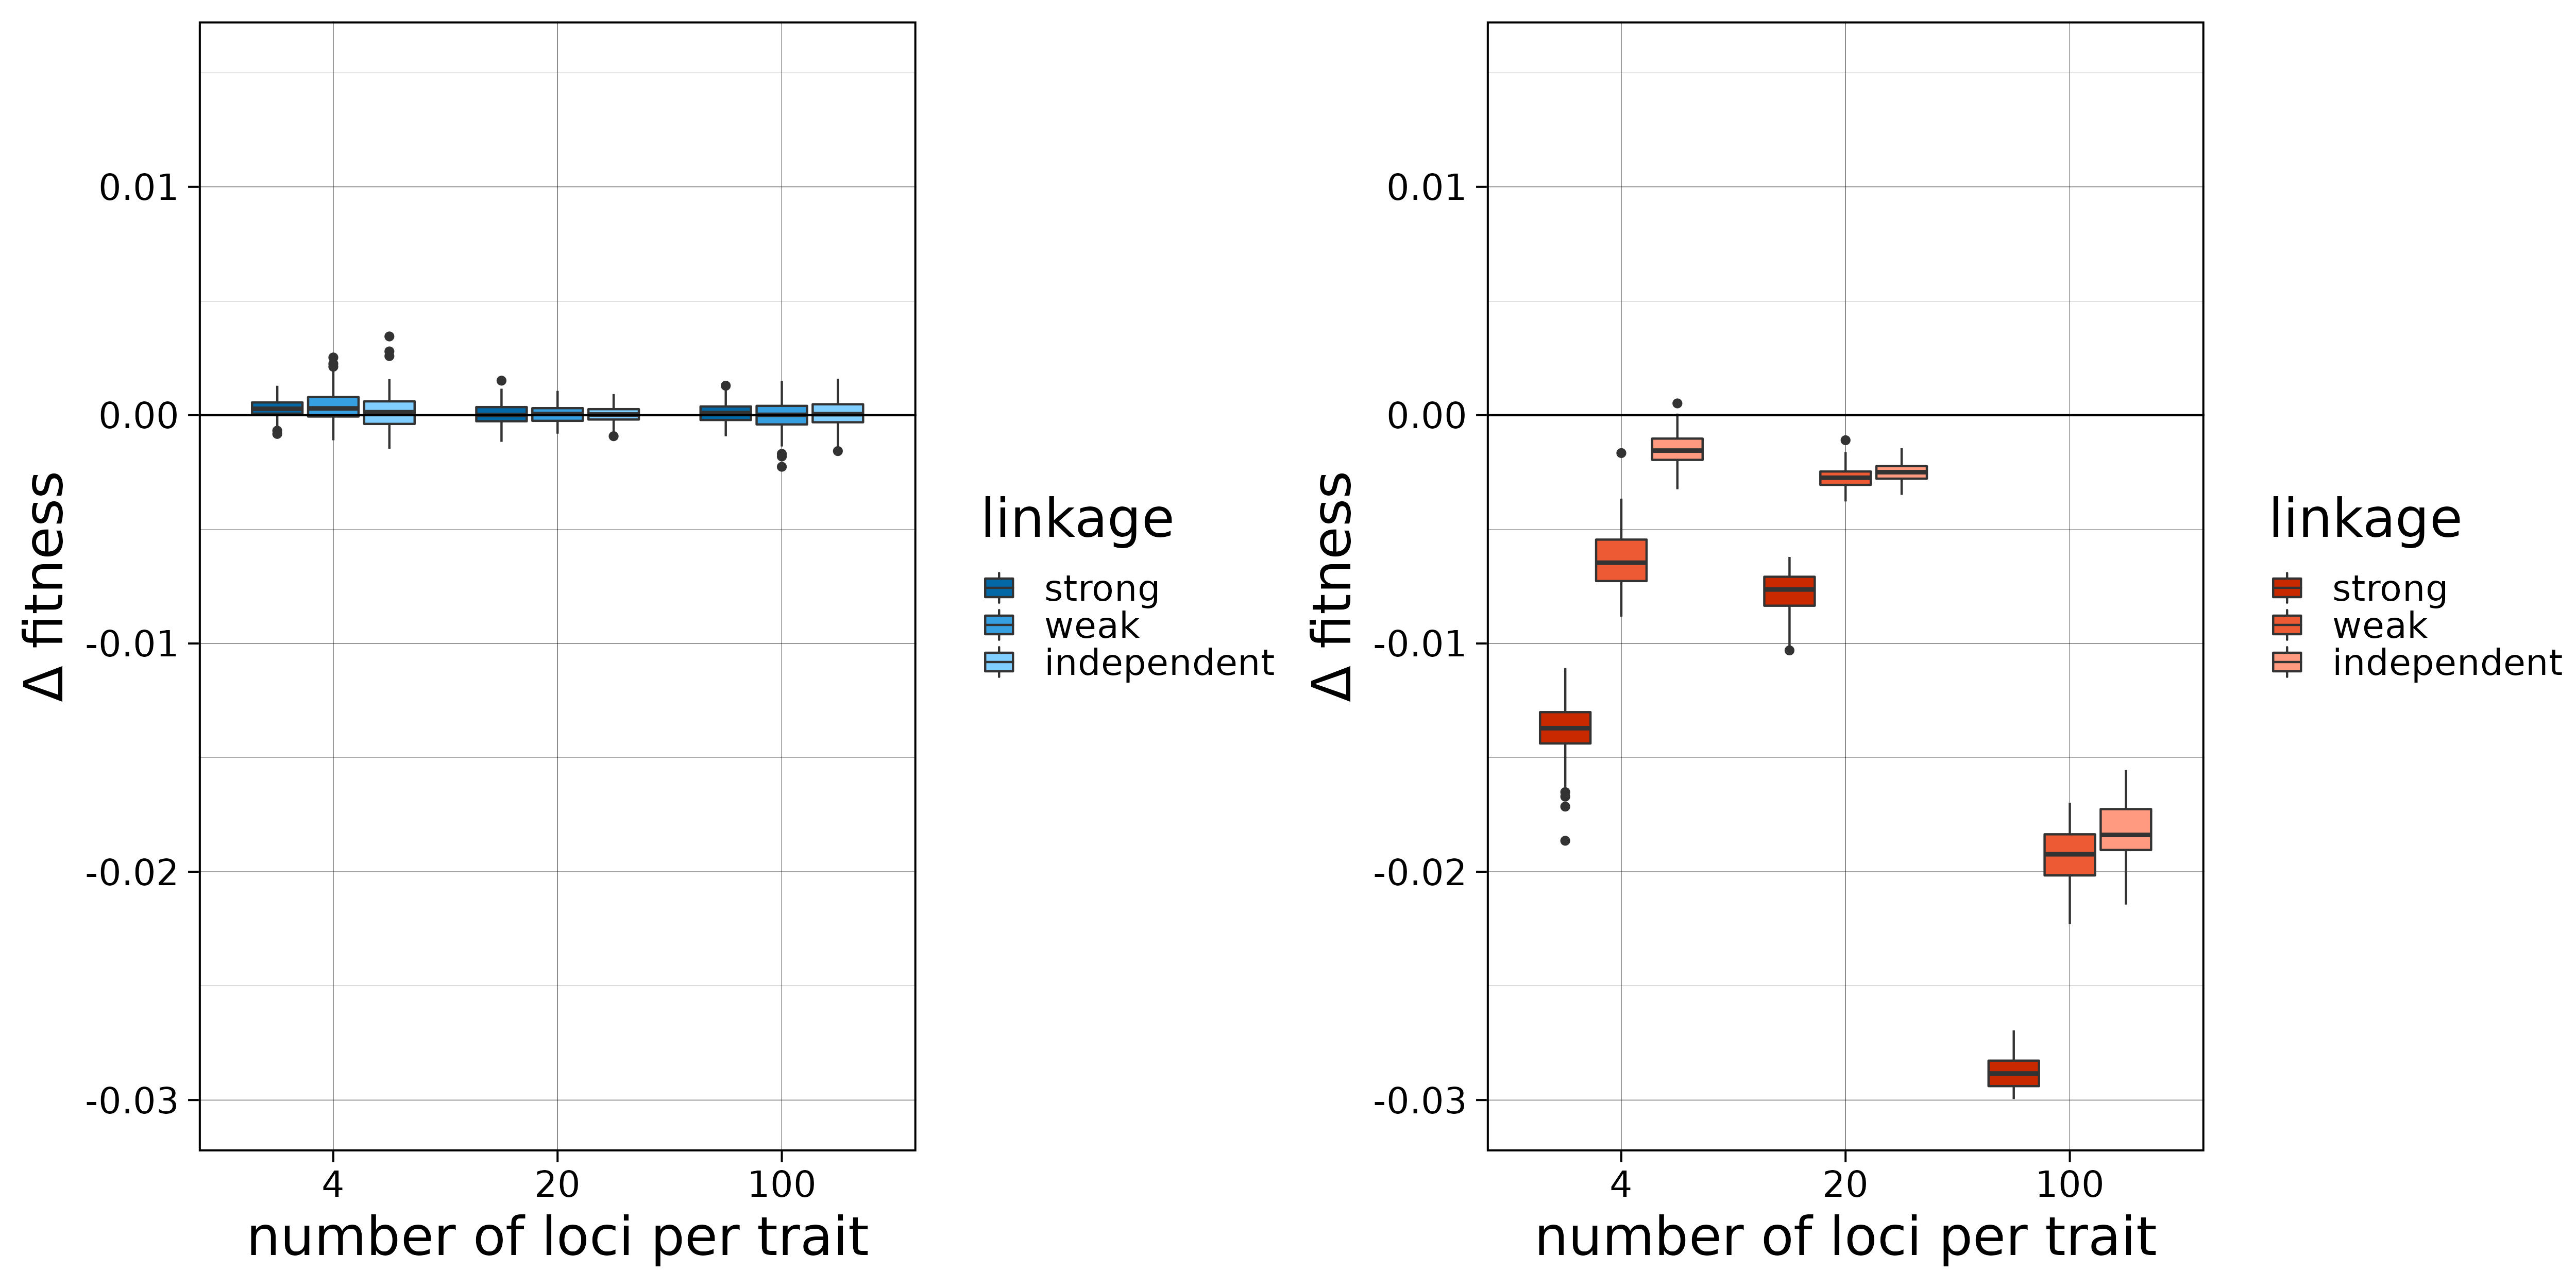 0.01
0.00
-0.01
-0.02
-0.03
Δ fitness
4 20 100
number of loci per trait
linkage
strong
weak
independent
0.01
0.00
-0.01
-0.02
-0.03
Δ fitness
4 20 100
number of loci per trait
linkage
strong
weak
independent